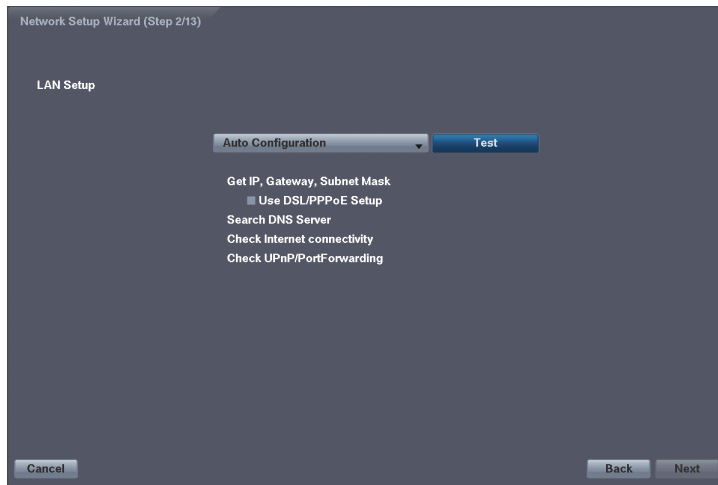 Network Setup Wizard (Step 2/13)
LAN Setup
Auto Configuration
Test
Get IP, Gateway, Subnet Mask
Use DSL/PPPoE Setup
Search DNS Server
Check Internet connectivity
Check UPnP/PortForwarding
Cancel
Back
Next